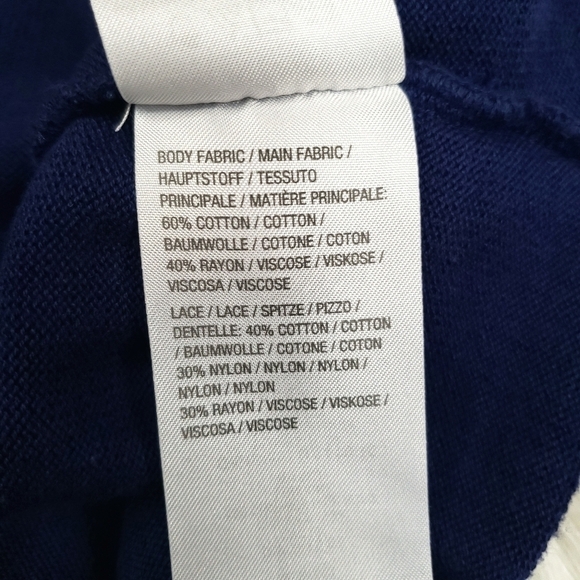 BODY FABRIC / MAIN FABRIC /
HAUPTSTOFF / TESSUTO
PRINCIPALE / MATIÈRE PRINCIPALE:
60% COTTON / COTTON /
BAUMWOLLE / COTONE / COTON
40% RAYON / VISCOSE / VISKOSE /
VISCOSA / VISCOSE
LACE / LACE / SPITZE / PIZZO /
DENTELLE: 40% COTTON / COTTON
/ BAUMWOLLE / COTONE / COTON
30% NYLON / NYLON / NYLON /
NYLON / NYLON
30% RAYON / VISCOSE / VISKOSE /
VISCOSA / VISCOSE